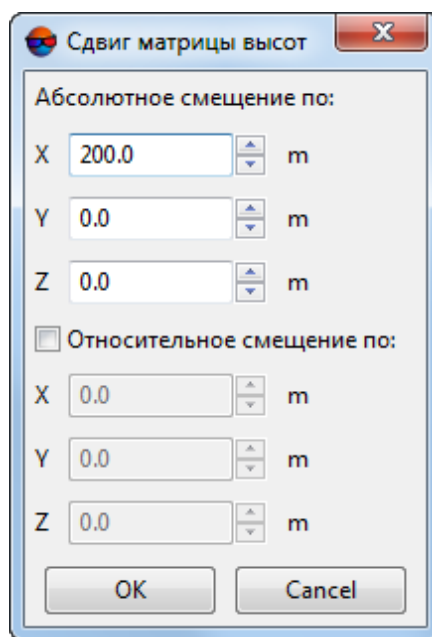 Сдвиг матрицы высот
Абсолютное смещение по:
X 200.0 m
Y 0.0 m
Z 0.0 m
Относительное смещение по:
X 0.0 m
Y 0.0 m
Z 0.0 m
OK Cancel